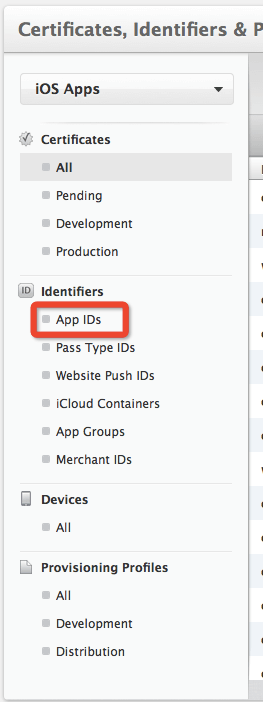 Certificates, Identifiers & P
iOS Apps
Certificates
All
Pending
Development
Production
ID Identifiers
App IDs
Pass Type IDs
Website Push IDs
iCloud Containers
App Groups
Merchant IDs
Devices
All
Provisioning Profiles
All
Development
Distribution